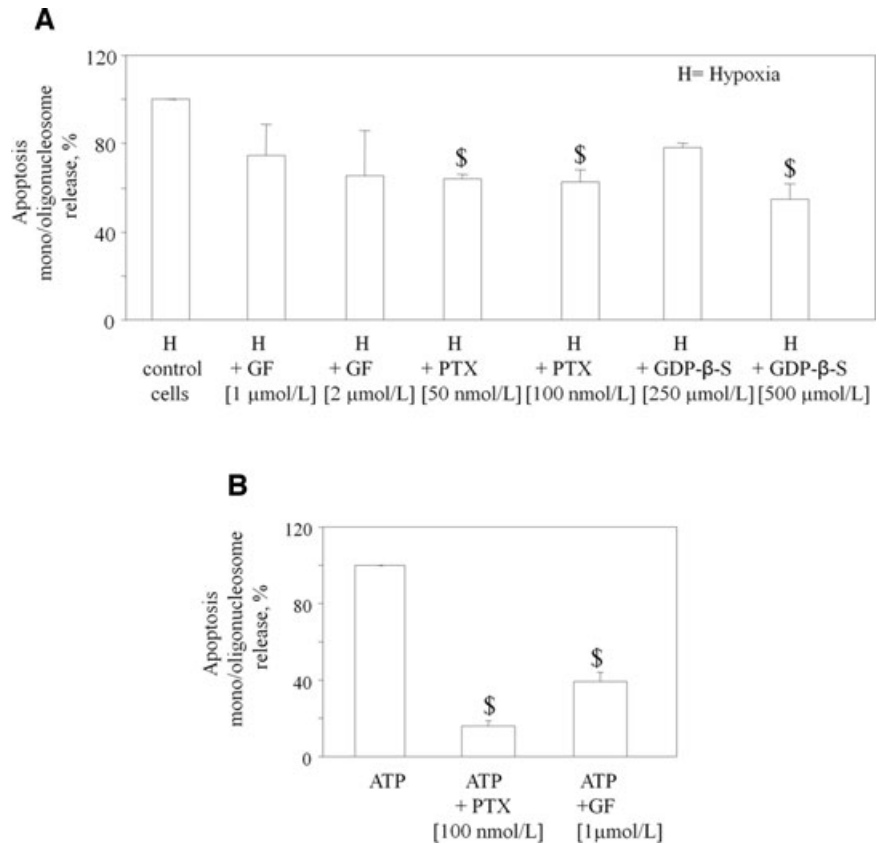 A
120
80
40
0
Apoptosis
mono/oligonucleosome
release, %
H= Hypoxia
$
$
$
H
control
cells
H
+ GF
[1 μmol/L]
H
+ GF
[2 μmol/L]
H
+ PTX
[50 nmol/L]
H
+ PTX
[100 nmol/L]
H
+ GDP-β-S
[250 μmol/L]
H
+ GDP-β-S
[500 μmol/L]
B
120
80
40
0
Apoptosis
mono/oligonucleosome
release, %
$
$
ATP
ATP
+ PTX
[100 nmol/L]
ATP
+GF
[1μmol/L]